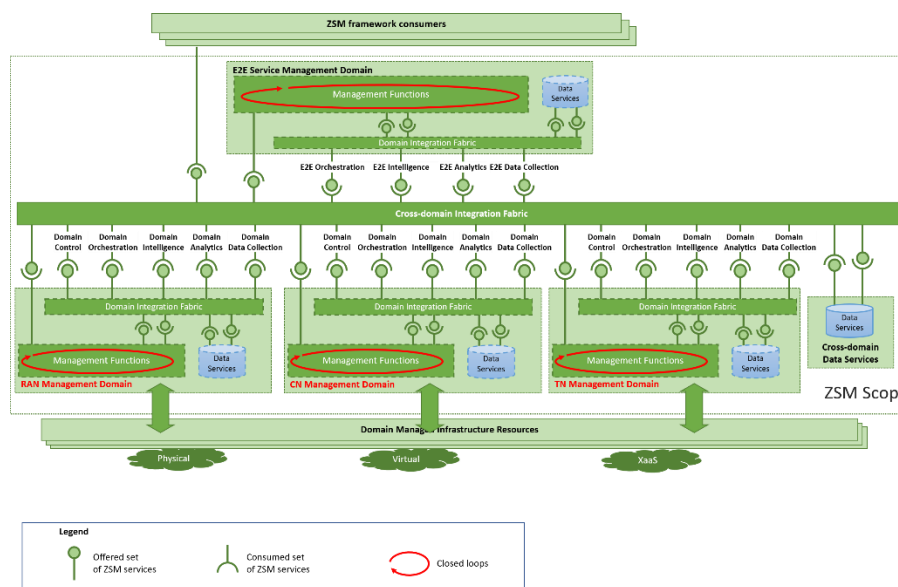 ZSM framework consumers
E2E Service Management Domain
Management Functions
Data
Services
Domain Integration Fabric
E2E Orchestration E2E Intelligence E2E Analytics E2E Data Collection
Cross-domain Integration Fabric
Domain Domain Domain Domain Domain
Control Orchestration Intelligence Analytics Data Collection
Domain Domain Domain Domain Domain
Control Orchestration Intelligence Analytics Data Collection
Domain Domain Domain Domain Domain
Control Orchestration Intelligence Analytics Data Collection
Domain Integration Fabric
Domain Integration Fabric
Domain Integration Fabric
Data
Services
Cross-domain
Data Services
Management Functions
Data
Services
RAN Management Domain
Management Functions
Data
Services
CN Management Domain
Management Functions
Data
Services
TN Management Domain
ZSM Scop
Domain Manag Infrastructure Resources
Physical
Virtual
XaaS
Legend
Offered set
of ZSM services
Consumed set
of ZSM services
Closed loops